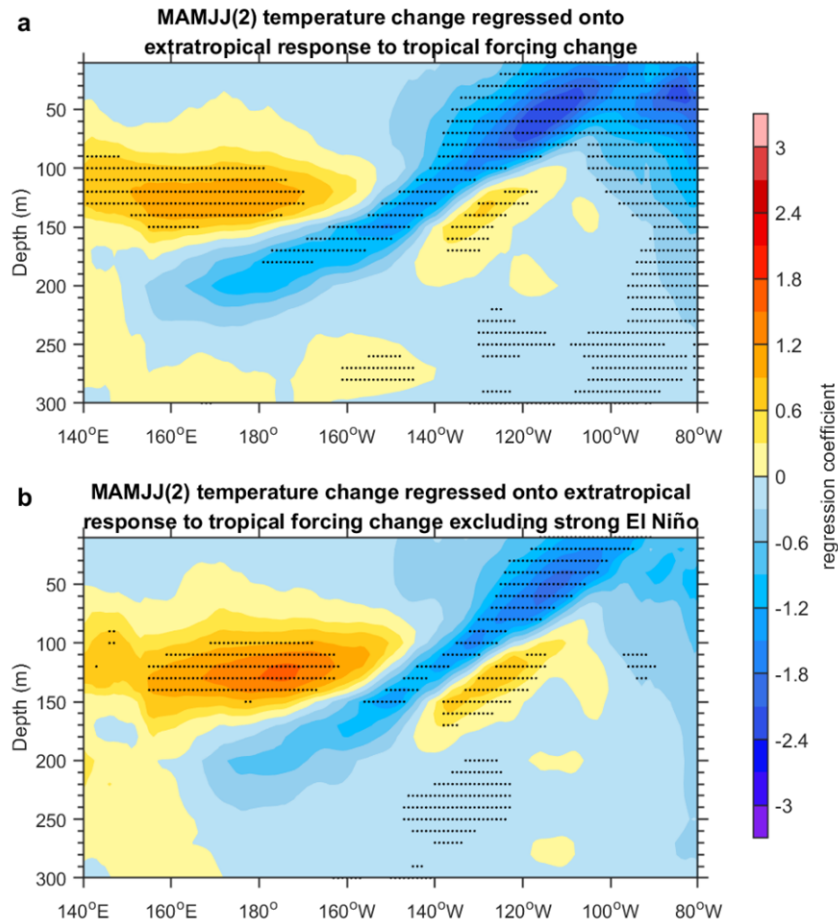 a
MAMJJ(2) temperature change regressed onto
extratropical response to tropical forcing change
Depth (m)
50
100
150
200
250
300
140°E 160°E 180° 160°W 140°W 120°W 100°W 80°W
b
MAMJJ(2) temperature change regressed onto extratropical
response to tropical forcing change excluding strong El Niño
Depth (m)
50
100
150
200
250
300
140°E 160°E 180° 160°W 140°W 120°W 100°W 80°W
3
2.4
1.8
1.2
0.6
0
-0.6
-1.2
-1.8
-2.4
-3
regression coefficient